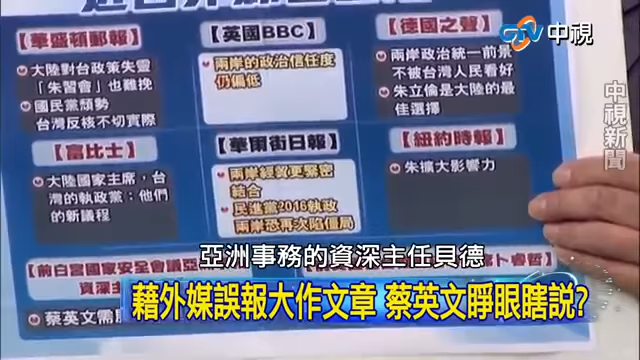 CTV中視
中視新聞
【華盛頓郵報】
大陸對台政策失靈
「朱習會」也難挽
國民黨頹勢
台灣反核不切實際
【英國BBC】
兩岸的政治信任度
仍偏低
【德國之聲】
兩岸政治統一前景
不被台灣人民看好
朱立倫是大陸的最
佳選擇
【富比士】
大陸國家主席,台
灣的執政黨:他們
的新議程
【華爾街日報】
兩岸經貿更緊密
結合
民進黨2016執政
兩岸恐再次陷僵局
【紐約時報】
朱擴大影響力
【前白宮國家安全會議亞
資深主
蔡英文需
卜睿哲】
亞洲事務的資深主任貝德
藉外媒誤報大作文章 蔡英文睜眼瞎說?